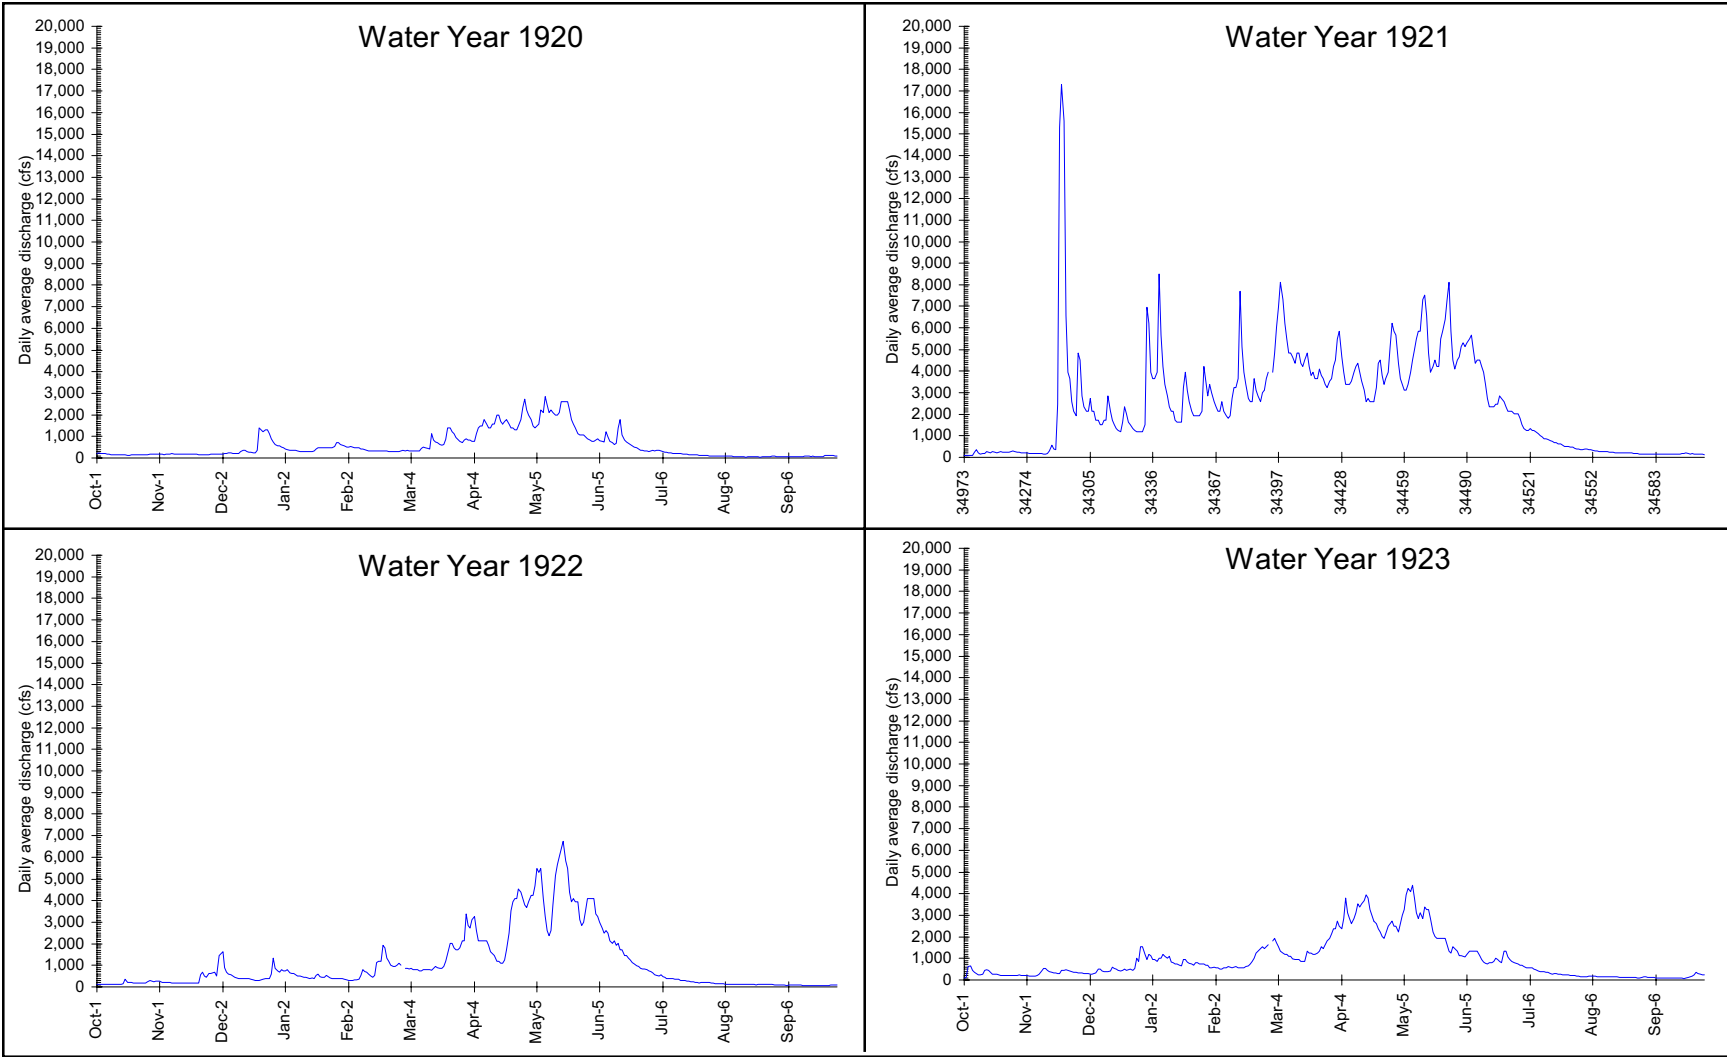 Water Year 1920
Daily average discharge (cfs)
20,000
19,000
18,000
17,000
16,000
15,000
14,000
13,000
12,000
11,000
10,000
9,000
8,000
7,000
6,000
5,000
4,000
3,000
2,000
1,000
0
Oct-1
Nov-1
Dec-2
Jan-2
Feb-2
Mar-4
Apr-4
May-5
Jun-5
Jul-6
Aug-6
Sep-6
Water Year 1921
Daily average discharge (cfs)
20,000
19,000
18,000
17,000
16,000
15,000
14,000
13,000
12,000
11,000
10,000
9,000
8,000
7,000
6,000
5,000
4,000
3,000
2,000
1,000
0
34973
34274
34305
34336
34367
34397
34428
34459
34490
34521
34552
34583
Water Year 1922
Daily average discharge (cfs)
20,000
19,000
18,000
17,000
16,000
15,000
14,000
13,000
12,000
11,000
10,000
9,000
8,000
7,000
6,000
5,000
4,000
3,000
2,000
1,000
0
Oct-1
Nov-1
Dec-2
Jan-2
Feb-2
Mar-4
Apr-4
May-5
Jun-5
Jul-6
Aug-6
Sep-6
Water Year 1923
Daily average discharge (cfs)
20,000
19,000
18,000
17,000
16,000
15,000
14,000
13,000
12,000
11,000
10,000
9,000
8,000
7,000
6,000
5,000
4,000
3,000
2,000
1,000
0
Oct-1
Nov-1
Dec-2
Jan-2
Feb-2
Mar-4
Apr-4
May-5
Jun-5
Jul-6
Aug-6
Sep-6